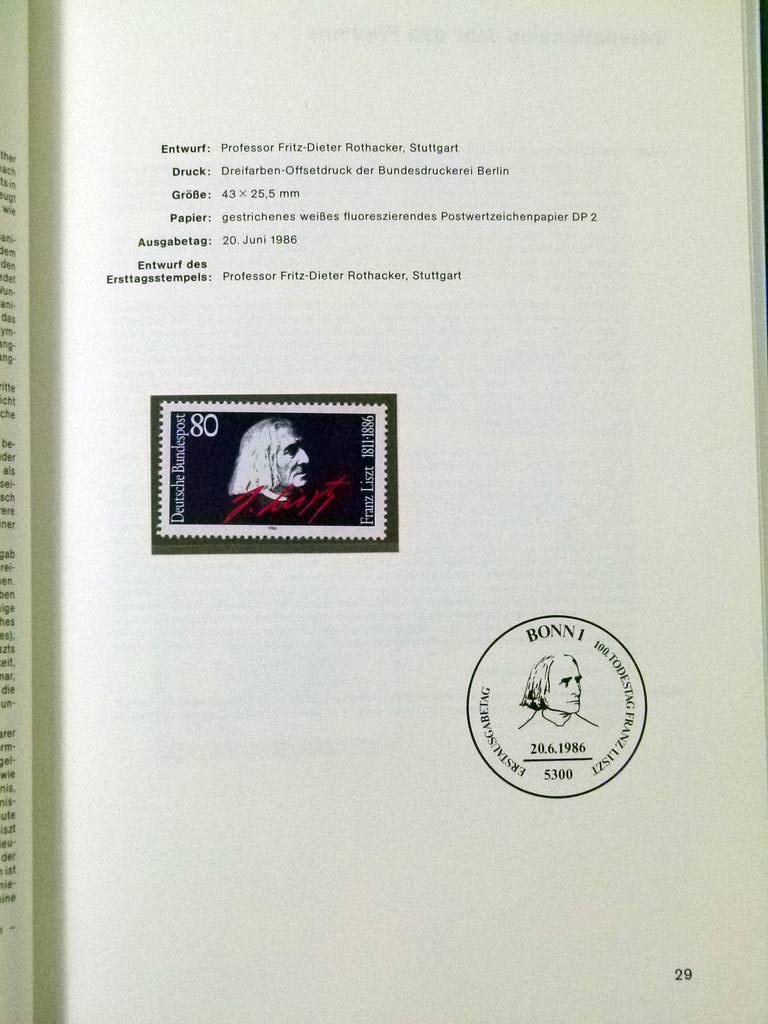 Entwurf: Professor Fritz-Dieter Rothacker, Stuttgart
Druck: Dreifarben-Offsetdruck der Bundesdruckerei Berlin
Größe: 43 × 25,5 mm
Papier: gestrichenes weißes fluoreszierendes Postwertzeichenpapier DP 2
Ausgabetag: 20. Juni 1986
Entwurf des
Ersttagsstempels: Professor Fritz-Dieter Rothacker, Stuttgart
Deutsche Bundespost
80
F. Liszt
Franz Liszt 1811-1886
1986
BONN 1
100. TODESTAG FRANZ LISZT
ERSTAUSGABETAG
20.6.1986
5300
29